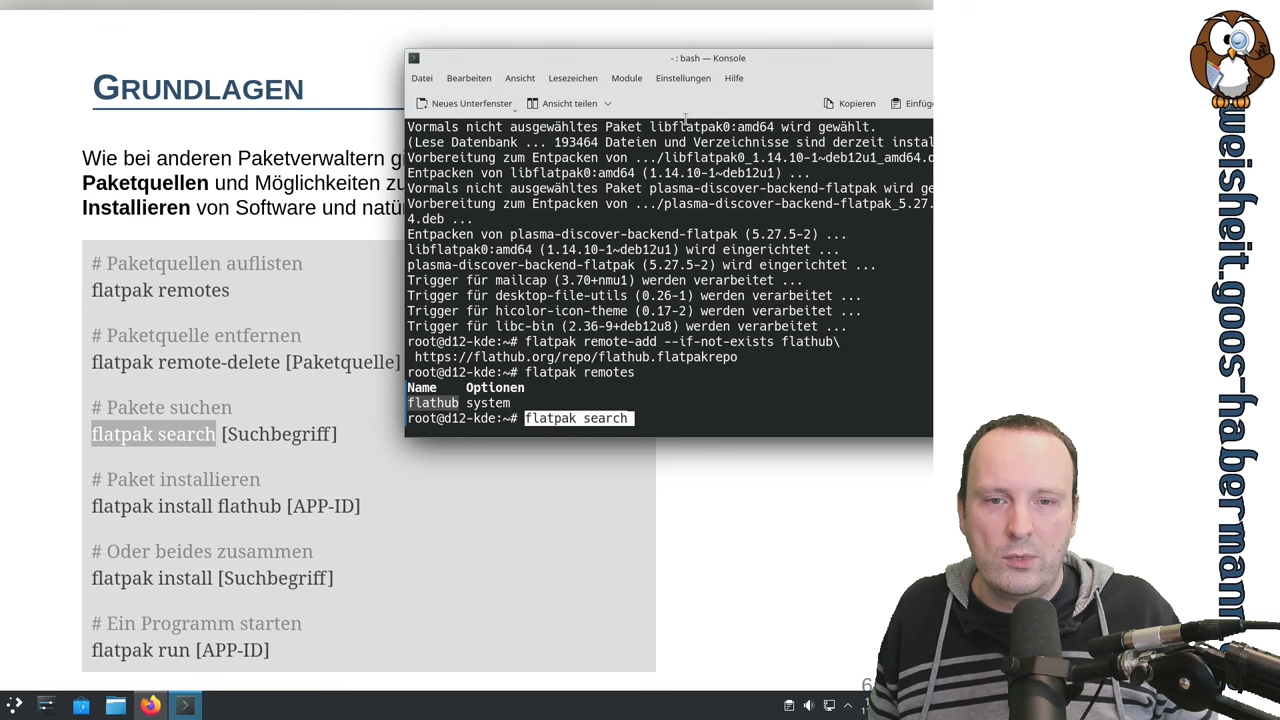 GRUNDLAGEN
Wie bei anderen Paketverwaltern
Paketquellen und Möglichkeiten
Installieren von Software und
# Paketquellen auflisten
flatpak remotes
# Paketquelle entfernen
flatpak remote-delete [Paketquelle]
# Pakete suchen
flatpak search [Suchbegriff]
# Paket installieren
flatpak install flathub [APP-ID]
# Oder beides zusammen
flatpak install [Suchbegriff]
# Ein Programm starten
flatpak run [APP-ID]
- : bash — Konsole
Datei Bearbeiten Ansicht Lesezeichen Module Einstellungen Hilfe
Neues Unterfenster Ansicht teilen Kopieren
Vormals nicht ausgewähltes Paket libflatpak0:amd64 wird gewählt.
(Lese Datenbank ... 193464 Dateien und Verzeichnisse sind derzeit
Vorbereitung zum Entpacken von .../libflatpak0_1.14.10-1~deb12u1_amd64.d
Entpacken von libflatpak0:amd64 (1.14.10-1~deb12u1) ...
Vormals nicht ausgewähltes Paket plasma-discover-backend-flatpak wird
Vorbereitung zum Entpacken von .../plasma-discover-backend-flatpak_5.27.
4.deb ...
Entpacken von plasma-discover-backend-flatpak (5.27.5-2) ...
libflatpak0:amd64 (1.14.10-1~deb12u1) wird eingerichtet ...
plasma-discover-backend-flatpak (5.27.5-2) wird eingerichtet ...
Trigger für mailcap (3.70+nmu1) werden verarbeitet ...
Trigger für desktop-file-utils (0.26-1) werden verarbeitet ...
Trigger für hicolor-icon-theme (0.17-2) werden verarbeitet ...
Trigger für libc-bin (2.36-9+deb12u8) werden verarbeitet ...
root@d12-kde:~# flatpak remote-add --if-not-exists flathub\
https://flathub.org/repo/flathub.flatpakrepo
root@d12-kde:~# flatpak remotes
Name Optionen
flathub system
root@d12-kde:~# flatpak search